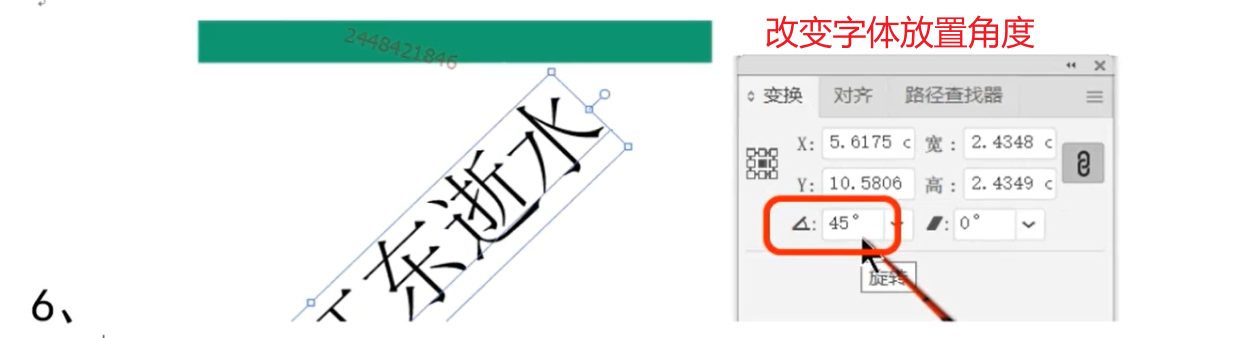 改变字体放置角度
2448421846
变换 对齐 路径查找器
X: 5.6175 c 宽: 2.4348 c
Y: 10.5806 高: 2.4349 c
45° 0°
旋转
东逝水
6、